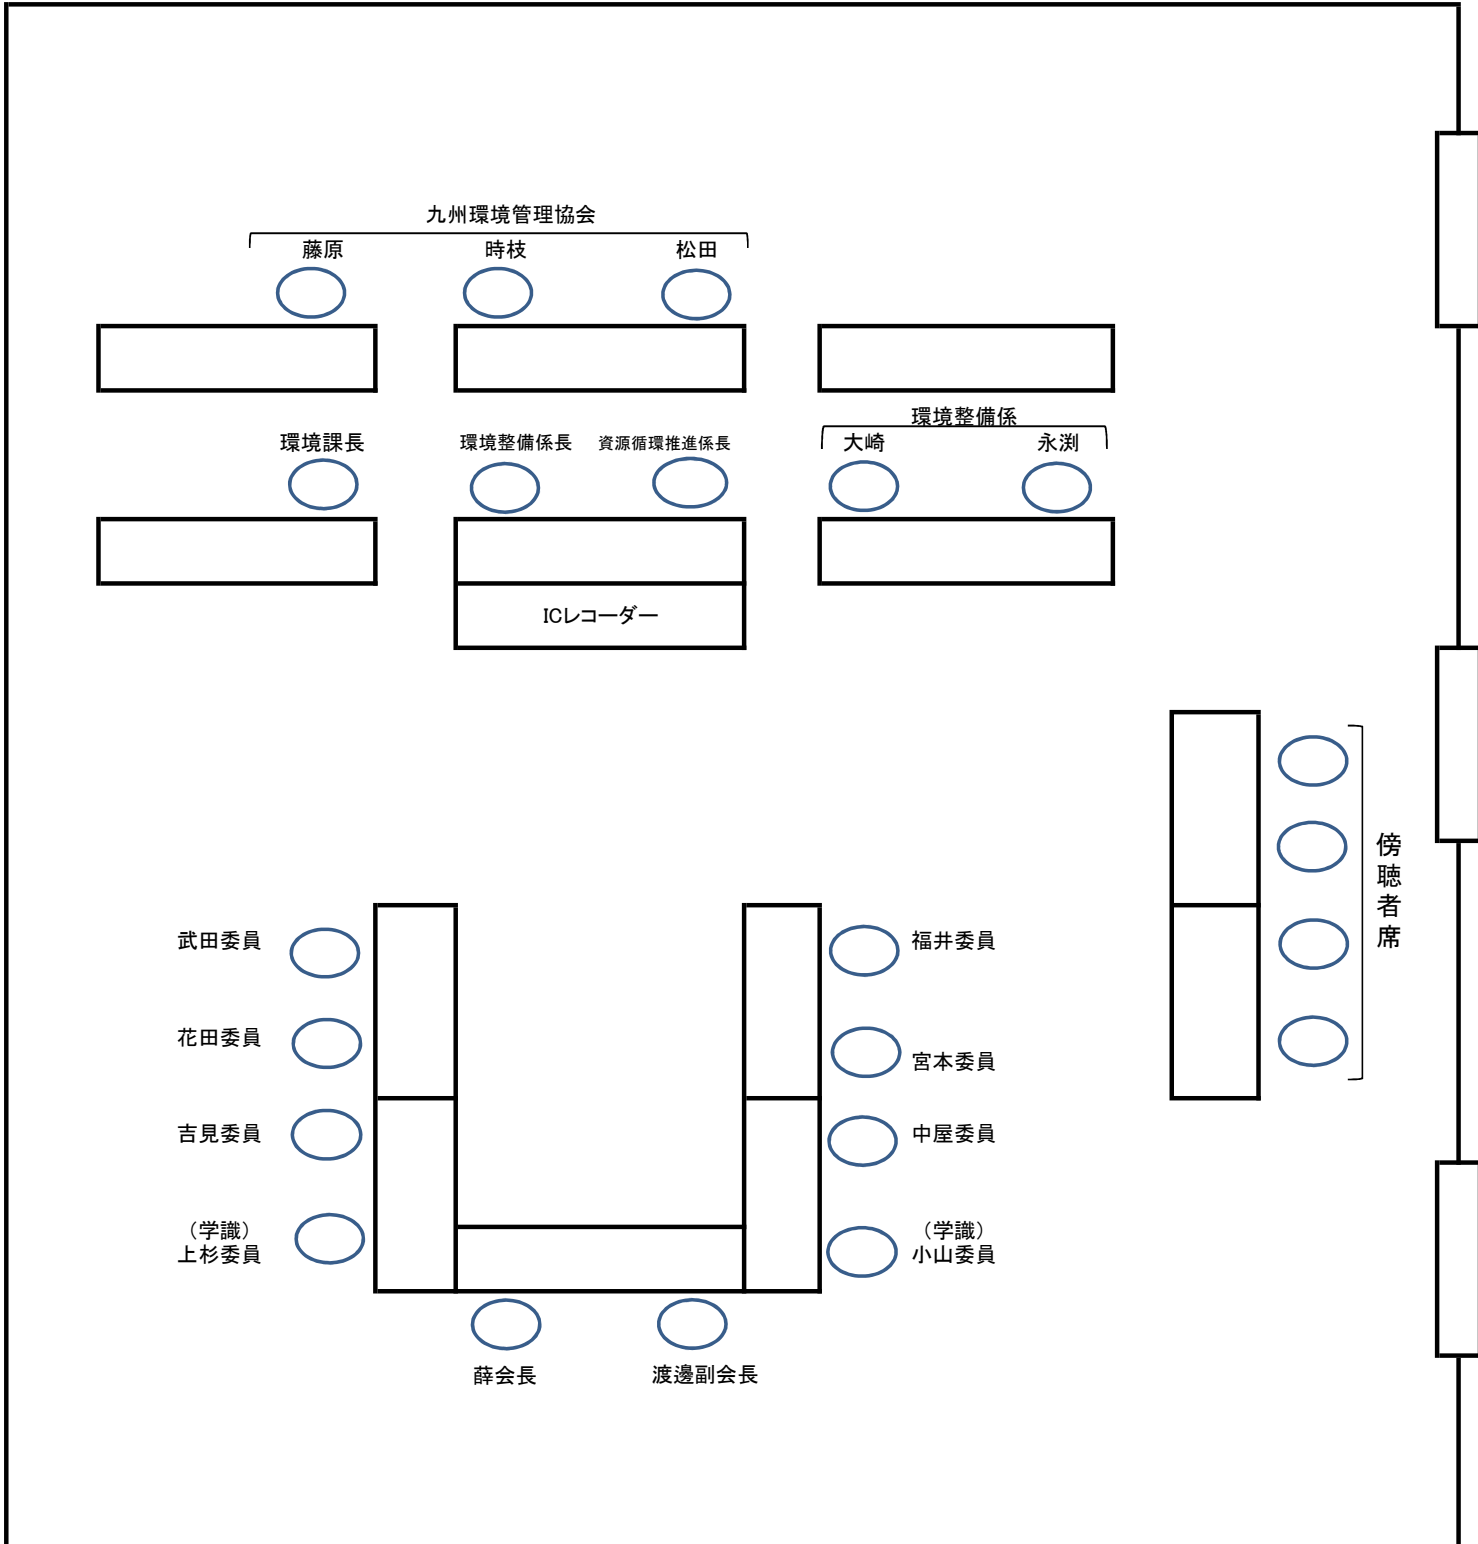 九州環境管理協会
藤原
時枝
松田
環境整備係
環境課長
環境整備係長
資源循環推進係長
大崎
永渕
ICレコーダー
傍聴者席
武田委員
福井委員
花田委員
宮本委員
吉見委員
中屋委員
（学識）
上杉委員
（学識）
小山委員
薛会長
渡邊副会長